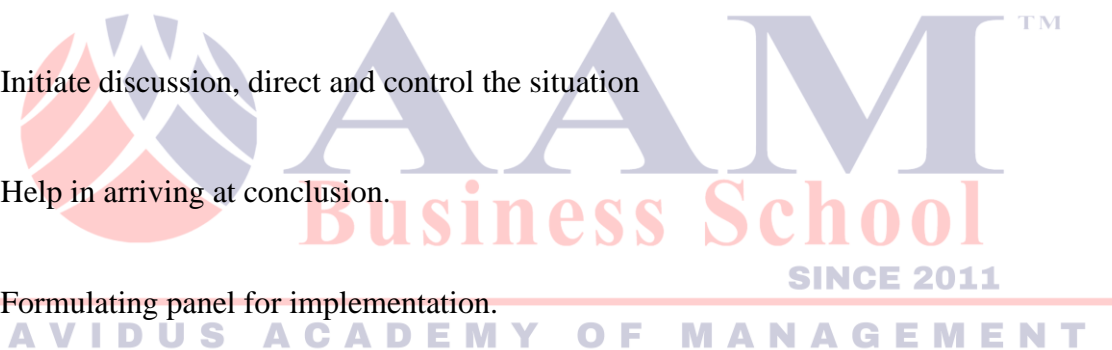 AAM
TM
Initiate discussion, direct and control the situation
Help in arriving at conclusion.
Business School
SINCE 2011
Formulating panel for implementation.
AVIDUS ACADEMY OF MANAGEMENT